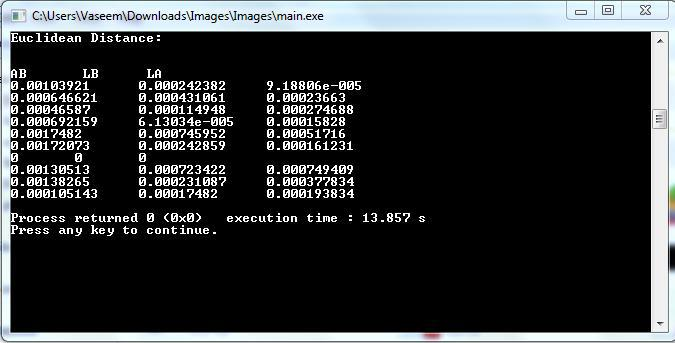 C:\Users\Vaseem\Downloads\Images\Images\main.exe
Euclidean Distance:
AB LB LA
0.00103921 0.000242382 9.18806e-005
0.000646621 0.000431061 0.00023663
0.00046587 0.000114948 0.000274688
0.000692159 6.13034e-005 0.00015828
0.0017482 0.000745952 0.00051716
0.00172073 0.000242859 0.000161231
0 0 0
0.00130513 0.000723422 0.000749409
0.00138265 0.000231087 0.000377834
0.000105143 0.00017482 0.000193834
Process returned 0 (0x0) execution time : 13.857 s
Press any key to continue.